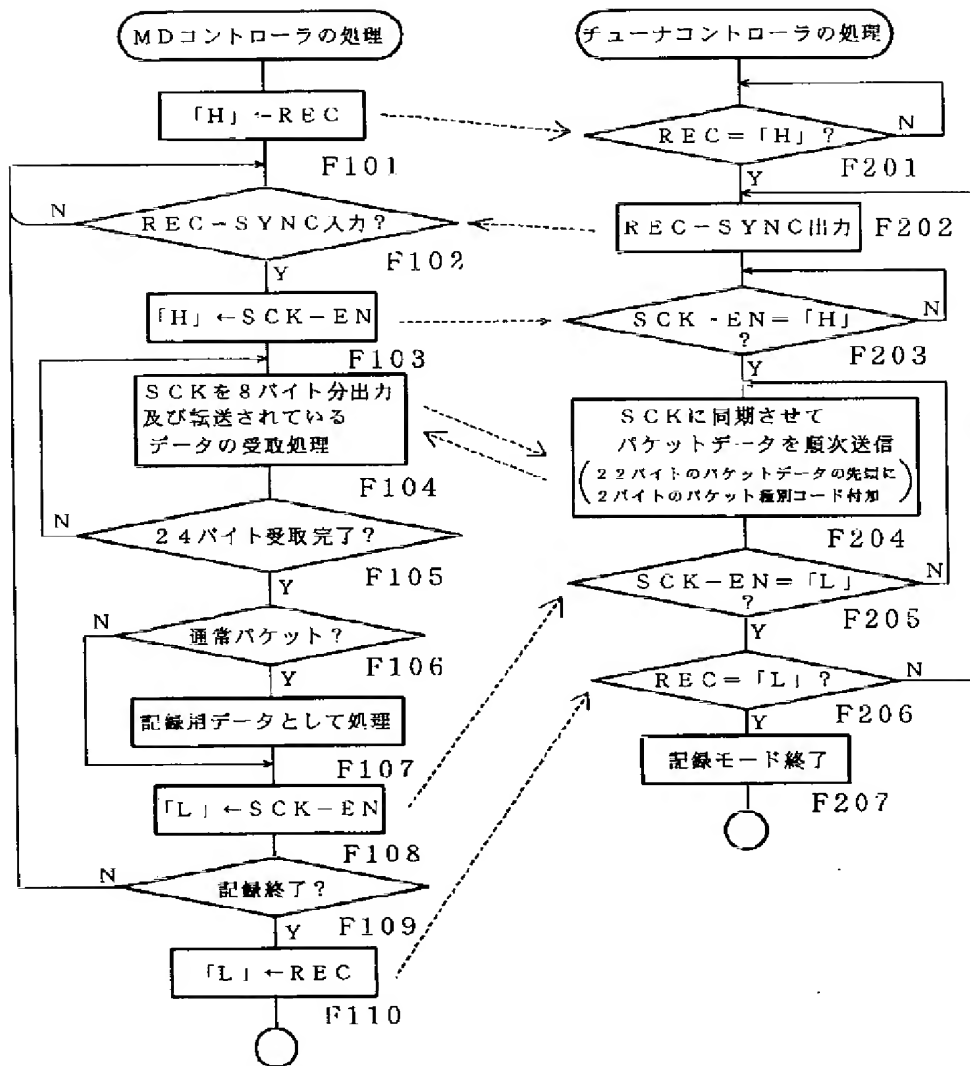 MDコントローラの処理
「H」←REC
F101
N
REC−SYNC入力?
F102
Y
「H」←SCK−EN
F103
SCKを8バイト分出力
及び転送されている
データの受取処理
F104
N
24バイト受取完了?
F105
Y
N
通常パケット?
F106
Y
記録用データとして処理
F107
「L」←SCK−EN
F108
N
記録終了?
F109
Y
「L」←REC
F110
チューナコントローラの処理
REC=「H」?
N
F201
Y
REC−SYNC出力
F202
SCK−EN=「H」
?
N
F203
Y
SCKに同期させて
パケットデータを順次送信
(22バイトのパケットデータの先頭に
2バイトのパケット種別コード付加)
F204
SCK−EN=「L」
?
N
F205
Y
REC=「L」?
N
F206
Y
記録モード終了
F207